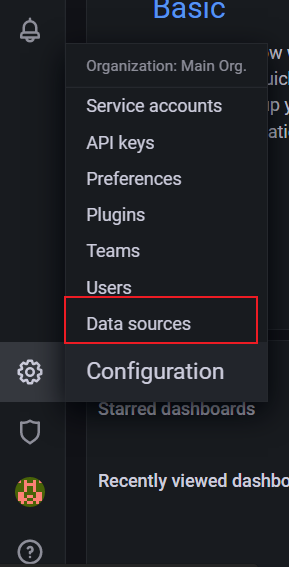 Basic
Organization: Main Org.
Service accounts
API keys
Preferences
Plugins
Teams
Users
Data sources
Configuration
Starred dashboards
Recently viewed dashbo